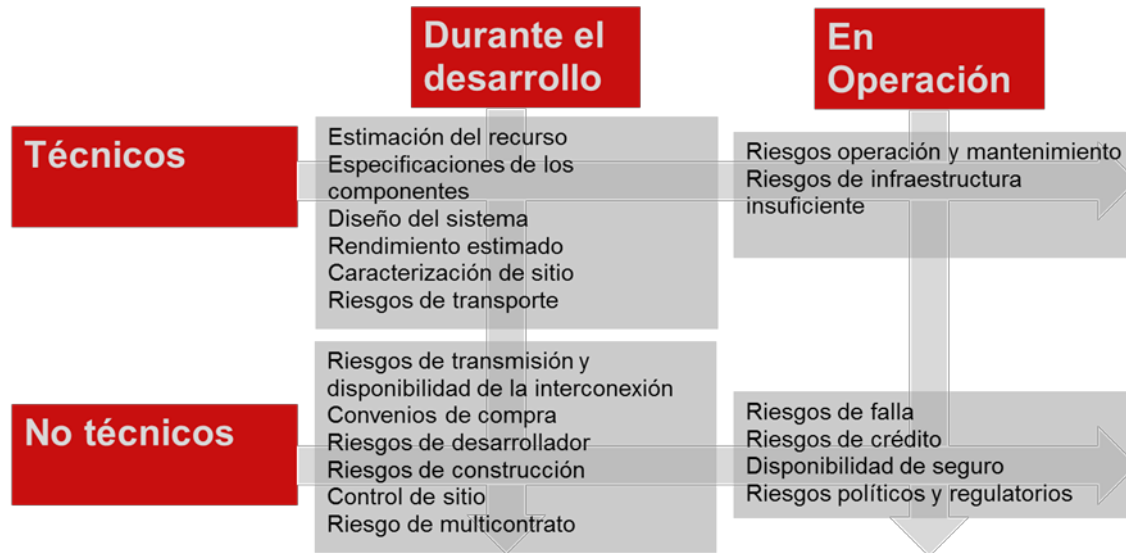 Durante el
desarrollo
En
Operación
Técnicos
Estimación del recurso
Especificaciones de los
componentes
Diseño del sistema
Rendimiento estimado
Caracterización de sitio
Riesgos de transporte
Riesgos operación y mantenimiento
Riesgos de infraestructura
insuficiente
No técnicos
Riesgos de transmisión y
disponibilidad de la interconexión
Convenios de compra
Riesgos de desarrollador
Riesgos de construcción
Control de sitio
Riesgo de multicontrato
Riesgos de falla
Riesgos de crédito
Disponibilidad de seguro
Riesgos políticos y regulatorios